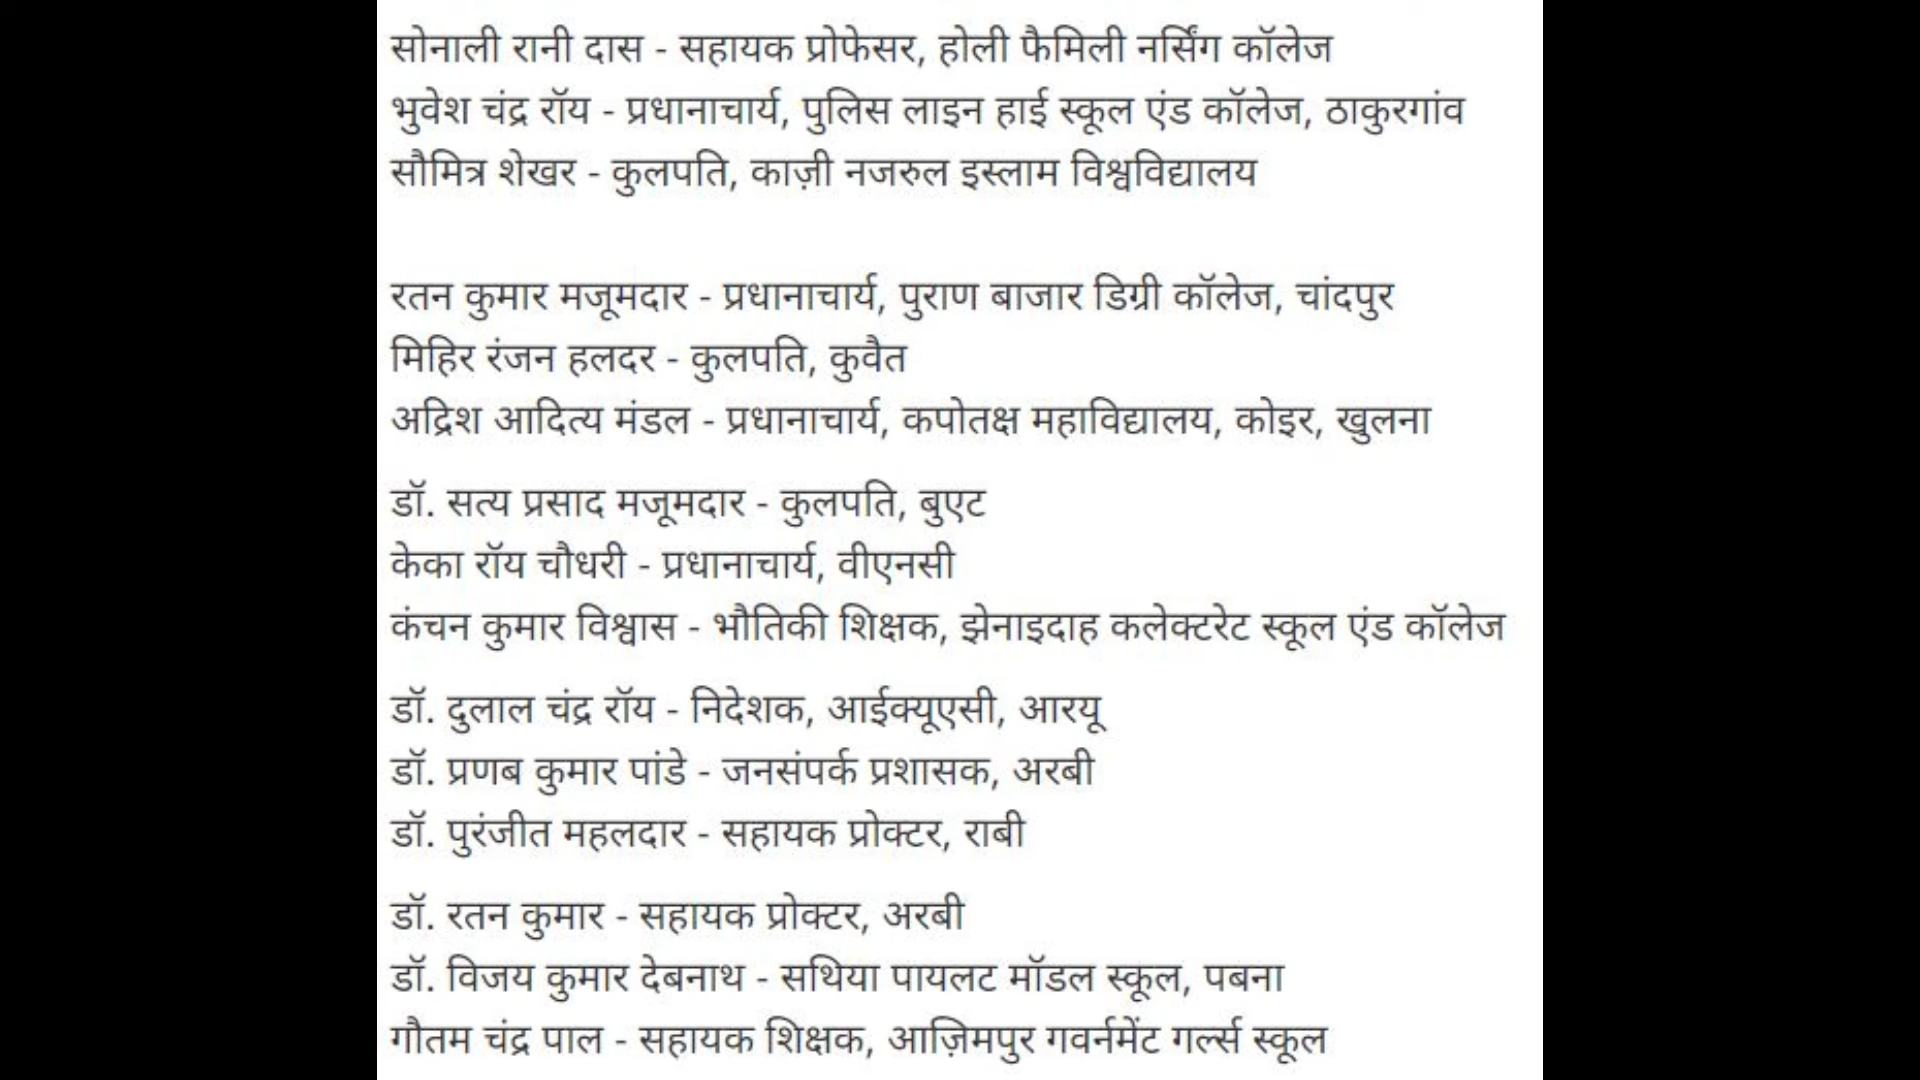 सोनाली रानी दास - सहायक प्रोफेसर, होली फैमिली नर्सिंग कॉलेज
भुवेश चंद्र रॉय - प्रधानाचार्य, पुलिस लाइन हाई स्कूल एंड कॉलेज, ठाकुरगांव
सौमित्र शेखर - कुलपति, काज़ी नजरुल इस्लाम विश्वविद्यालय
रतन कुमार मजूमदार - प्रधानाचार्य, पुराण बाजार डिग्री कॉलेज, चांदपुर
मिहिर रंजन हलदर - कुलपति, कुवैत
अद्रिश आदित्य मंडल - प्रधानाचार्य, कपोतक्ष महाविद्यालय, कोइर, खुलना
डॉ. सत्य प्रसाद मजूमदार - कुलपति, बुएट
केका रॉय चौधरी - प्रधानाचार्य, वीएनसी
कंचन कुमार विश्वास - भौतिकी शिक्षक, झेनाइदाह कलेक्टरेट स्कूल एंड कॉलेज
डॉ. दुलाल चंद्र रॉय - निदेशक, आईक्यूएसी, आरयू
डॉ. प्रणब कुमार पांडे - जनसंपर्क प्रशासक, अरबी
डॉ. पुरंजीत महलदार - सहायक प्रोक्टर, राबी
डॉ. रतन कुमार - सहायक प्रोक्टर, अरबी
डॉ. विजय कुमार देबनाथ - सथिया पायलट मॉडल स्कूल, पबना
गौतम चंद्र पाल - सहायक शिक्षक, आज़िमपुर गवर्नमेंट गर्ल्स स्कूल